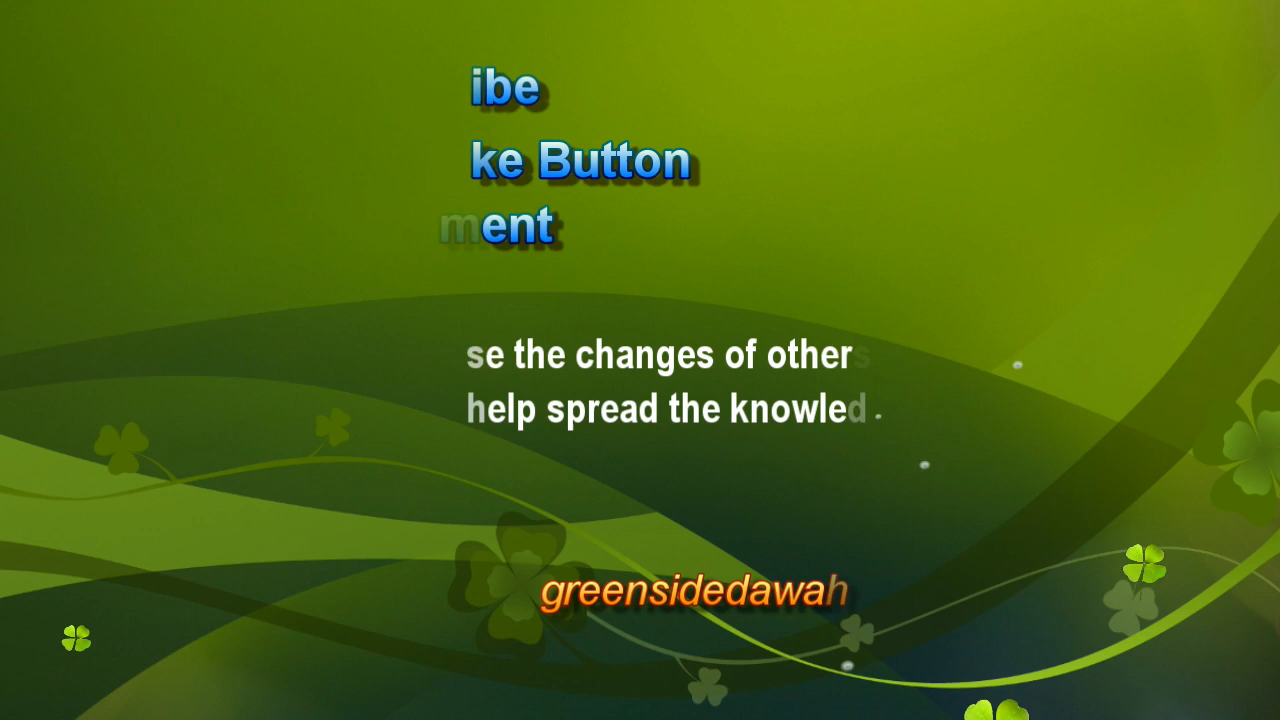 ibe
ke Button
ment
se the changes of others
help spread the knowled
greensidedawah